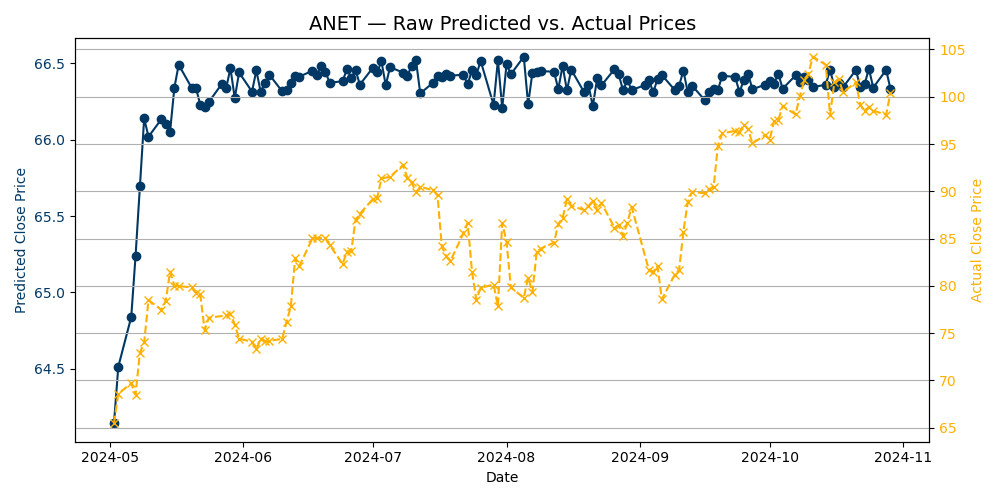 ANET — Raw Predicted vs. Actual Prices
66.5
66.0
65.5
65.0
64.5
Predicted Close Price
105
100
95
90
85
80
75
70
65
Actual Close Price
2024-05 2024-06 2024-07 2024-08 2024-09 2024-10 2024-11
Date